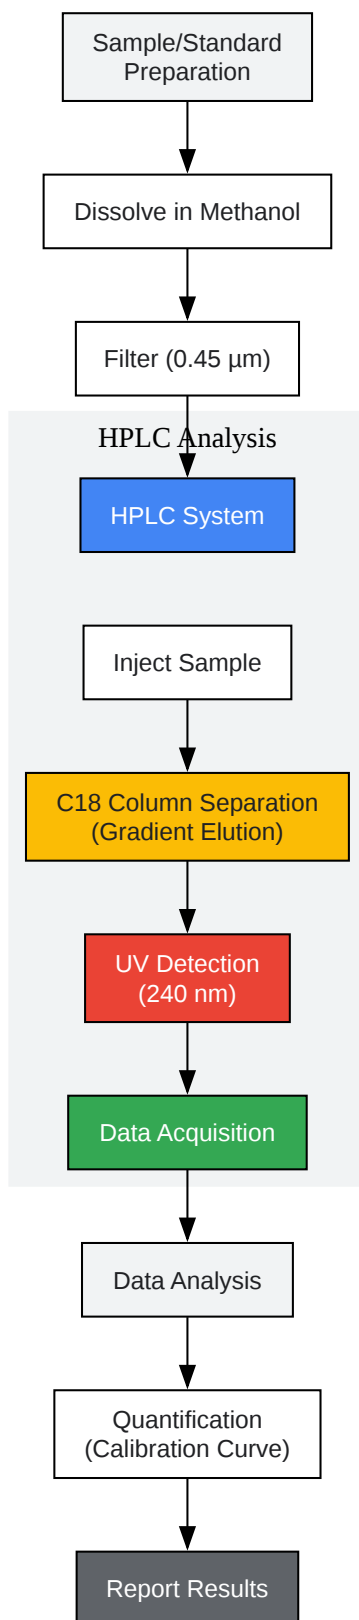 Sample/Standard
Preparation
Dissolve in Methanol
Filter (0.45 µm)
HPLC Analysis
HPLC System
Inject Sample
C18 Column Separation
(Gradient Elution)
UV Detection
(240 nm)
Data Acquisition
Data Analysis
Quantification
(Calibration Curve)
Report Results